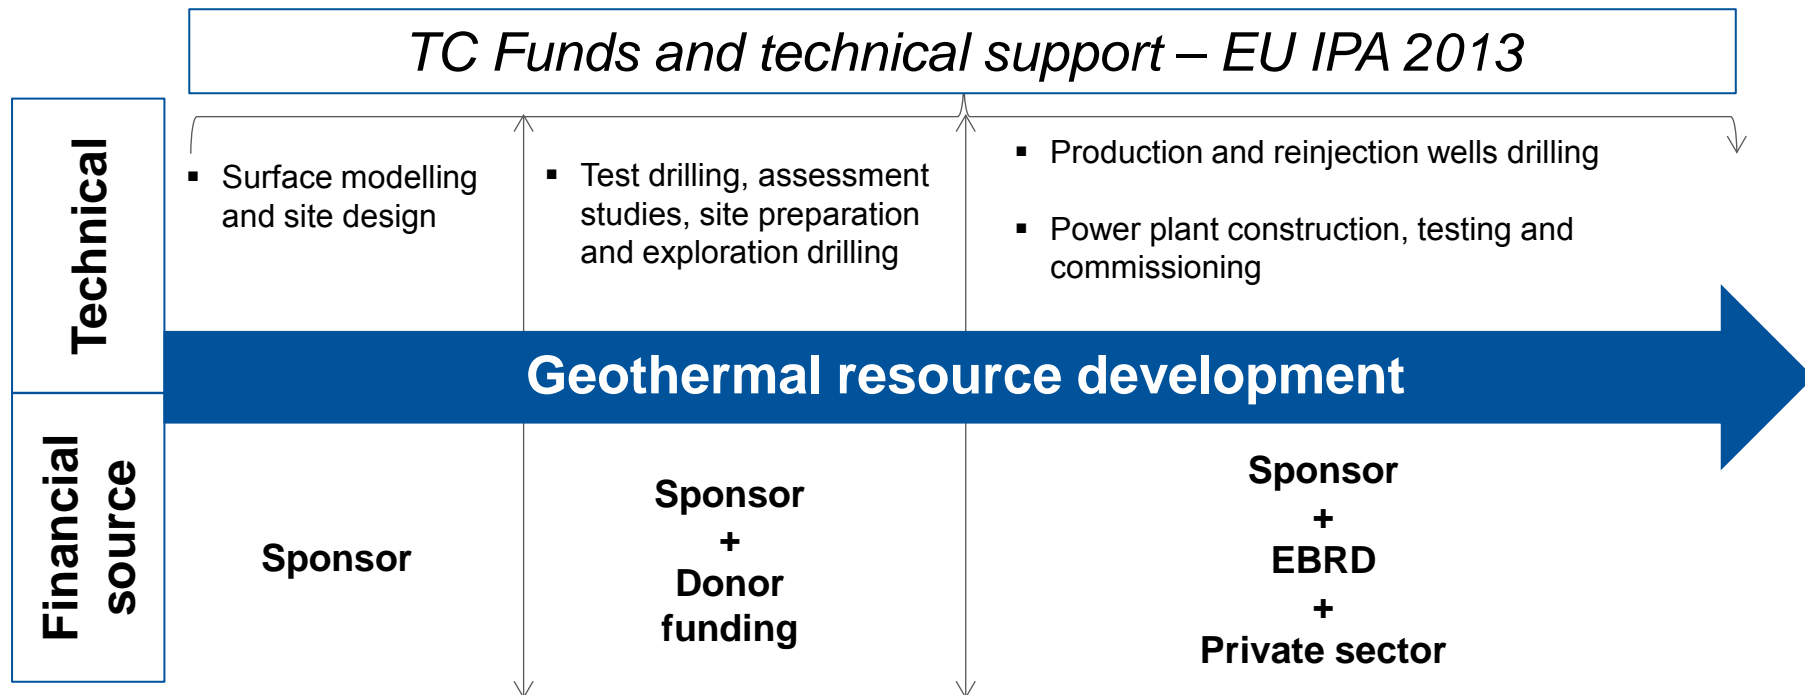 TC Funds and technical support – EU IPA 2013
Technical
▪ Surface modelling
and site design
▪ Test drilling, assessment
studies, site preparation
and exploration drilling
▪ Production and reinjection wells drilling
▪ Power plant construction, testing and
commissioning
Geothermal resource development
Financial
source
Sponsor
Sponsor
+
Donor
funding
Sponsor
+
EBRD
+
Private sector